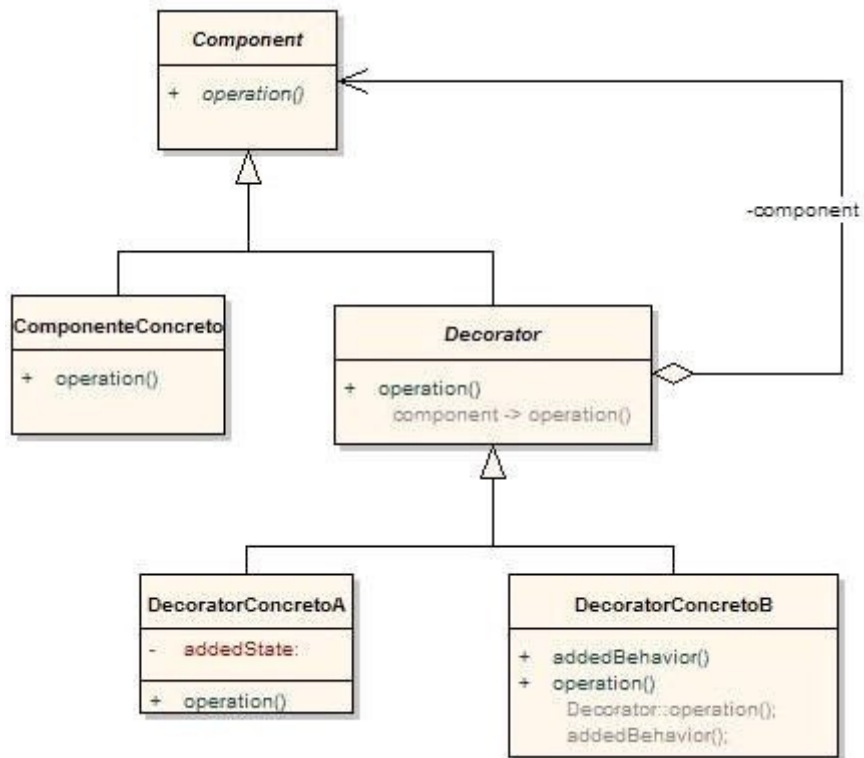 Component
+ operation()
-component
ComponenteConcreto
+ operation()
Decorator
+ operation()
component -> operation()
DecoratorConcretoA
- addedState:
+ operation()
DecoratorConcretoB
+ addedBehavior()
+ operation()
Decorator::operation();
addedBehavior();